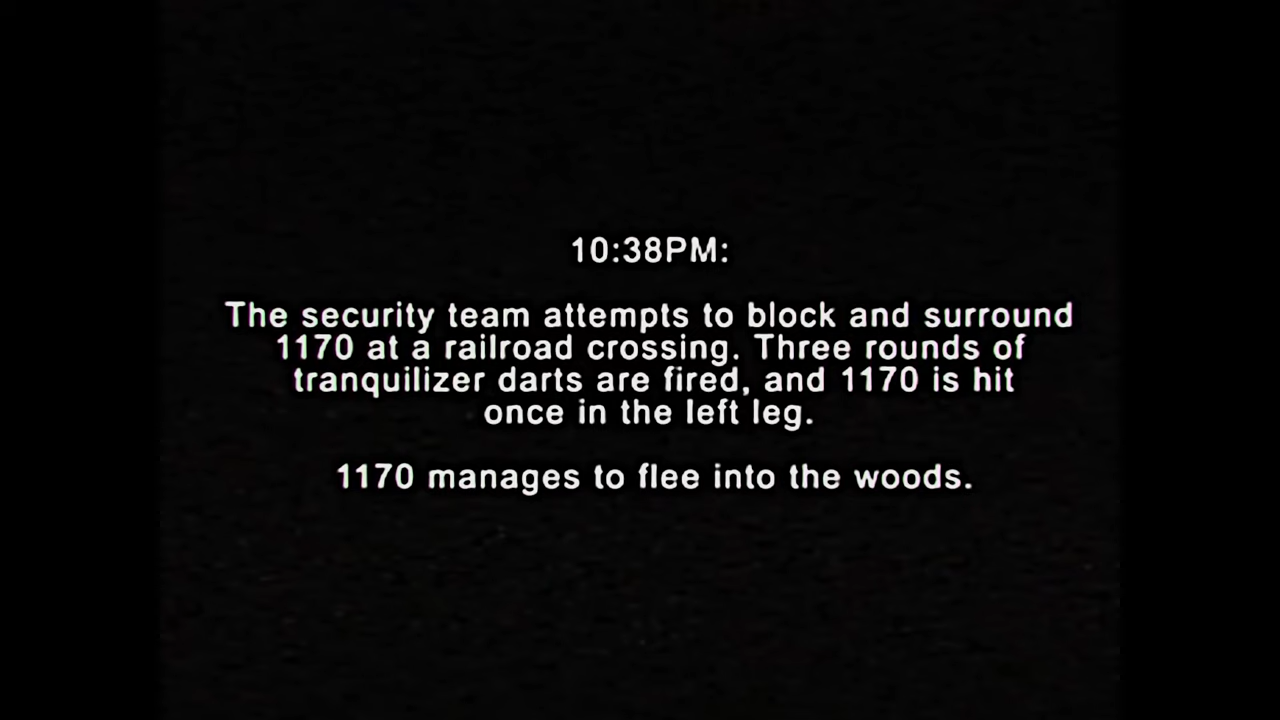 10:38PM:
The security team attempts to block and surround
1170 at a railroad crossing. Three rounds of
tranquilizer darts are fired, and 1170 is hit
once in the left leg.
1170 manages to flee into the woods.